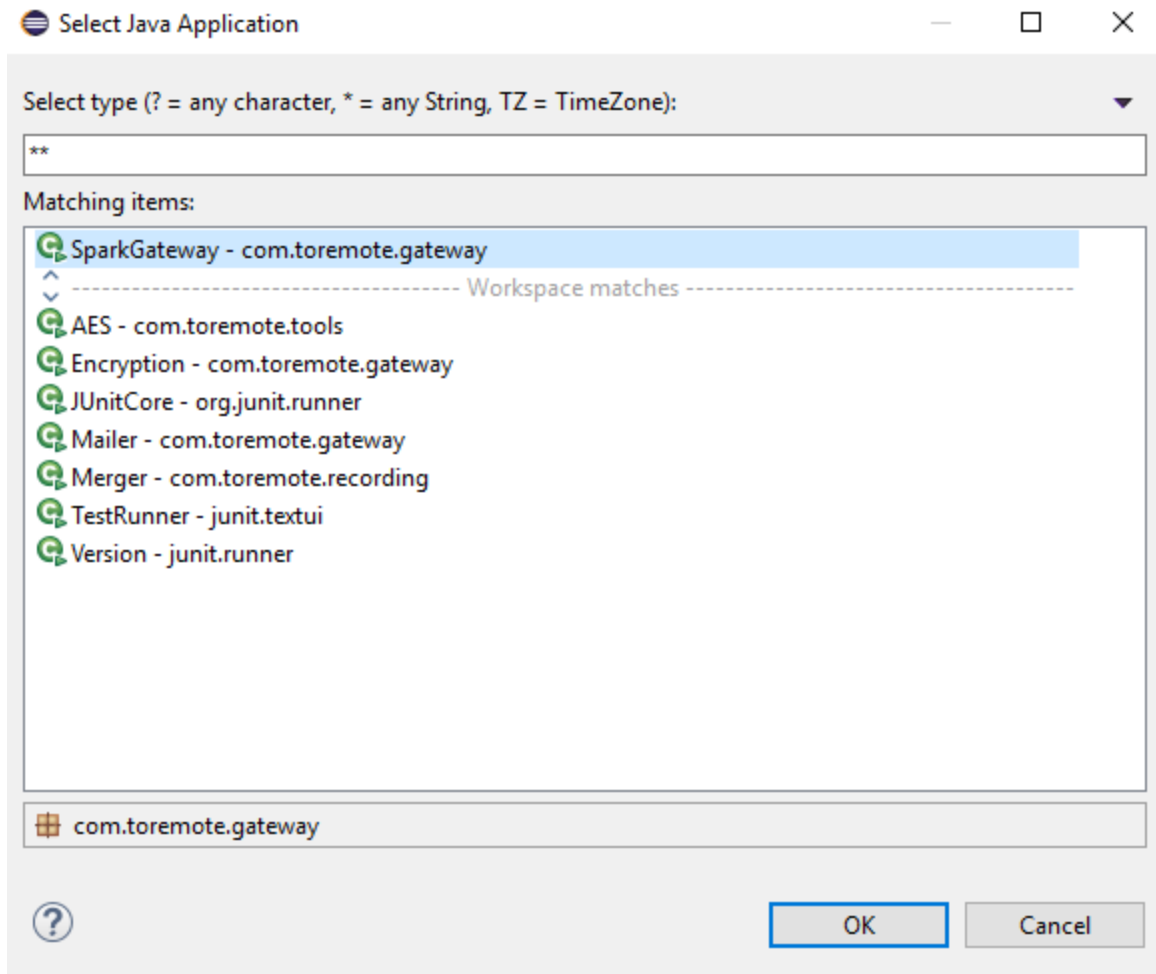 Select Java Application
Select type (? = any character, * = any String, TZ = TimeZone):
**
Matching items:
SparkGateway - com.toremote.gateway
--------------------------------------- Workspace matches ---------------------------------------
AES - com.toremote.tools
Encryption - com.toremote.gateway
JUnitCore - org.junit.runner
Mailer - com.toremote.gateway
Merger - com.toremote.recording
TestRunner - junit.textui
Version - junit.runner
com.toremote.gateway
? OK Cancel